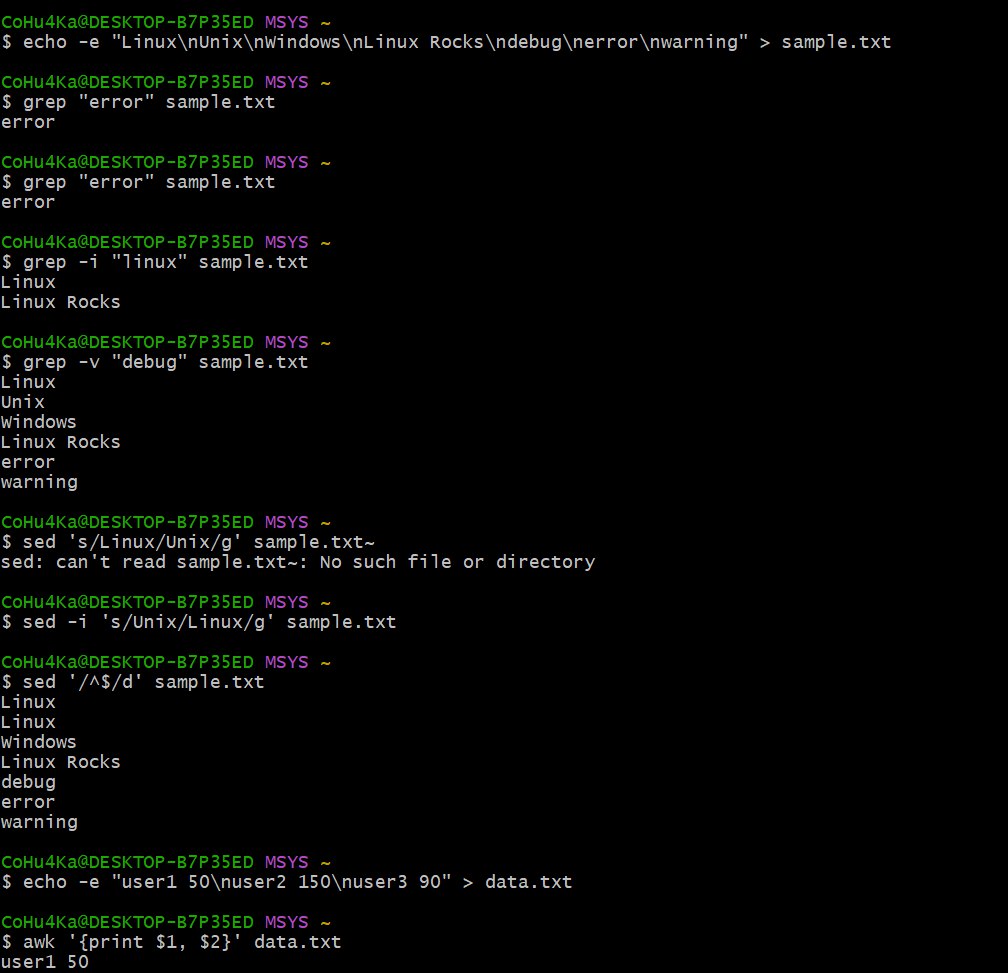 CoHu4Ka@DESKTOP-B7P35ED MSYS ~
$ echo -e "Linux\nUnix\nWindows\nLinux Rocks\ndebug\nerror\nwarning" > sample.txt
CoHu4Ka@DESKTOP-B7P35ED MSYS ~
$ grep "error" sample.txt
error
CoHu4Ka@DESKTOP-B7P35ED MSYS ~
$ grep "error" sample.txt
error
CoHu4Ka@DESKTOP-B7P35ED MSYS ~
$ grep -i "linux" sample.txt
Linux
Linux Rocks
CoHu4Ka@DESKTOP-B7P35ED MSYS ~
$ grep -v "debug" sample.txt
Linux
Unix
Windows
Linux Rocks
error
warning
CoHu4Ka@DESKTOP-B7P35ED MSYS ~
$ sed 's/Linux/Unix/g' sample.txt~
sed: can't read sample.txt~: No such file or directory
CoHu4Ka@DESKTOP-B7P35ED MSYS ~
$ sed -i 's/Unix/Linux/g' sample.txt
CoHu4Ka@DESKTOP-B7P35ED MSYS ~
$ sed '/^$/d' sample.txt
Linux
Linux
Windows
Linux Rocks
debug
error
warning
CoHu4Ka@DESKTOP-B7P35ED MSYS ~
$ echo -e "user1 50\nuser2 150\nuser3 90" > data.txt
CoHu4Ka@DESKTOP-B7P35ED MSYS ~
$ awk '{print $1, $2}' data.txt
user1 50